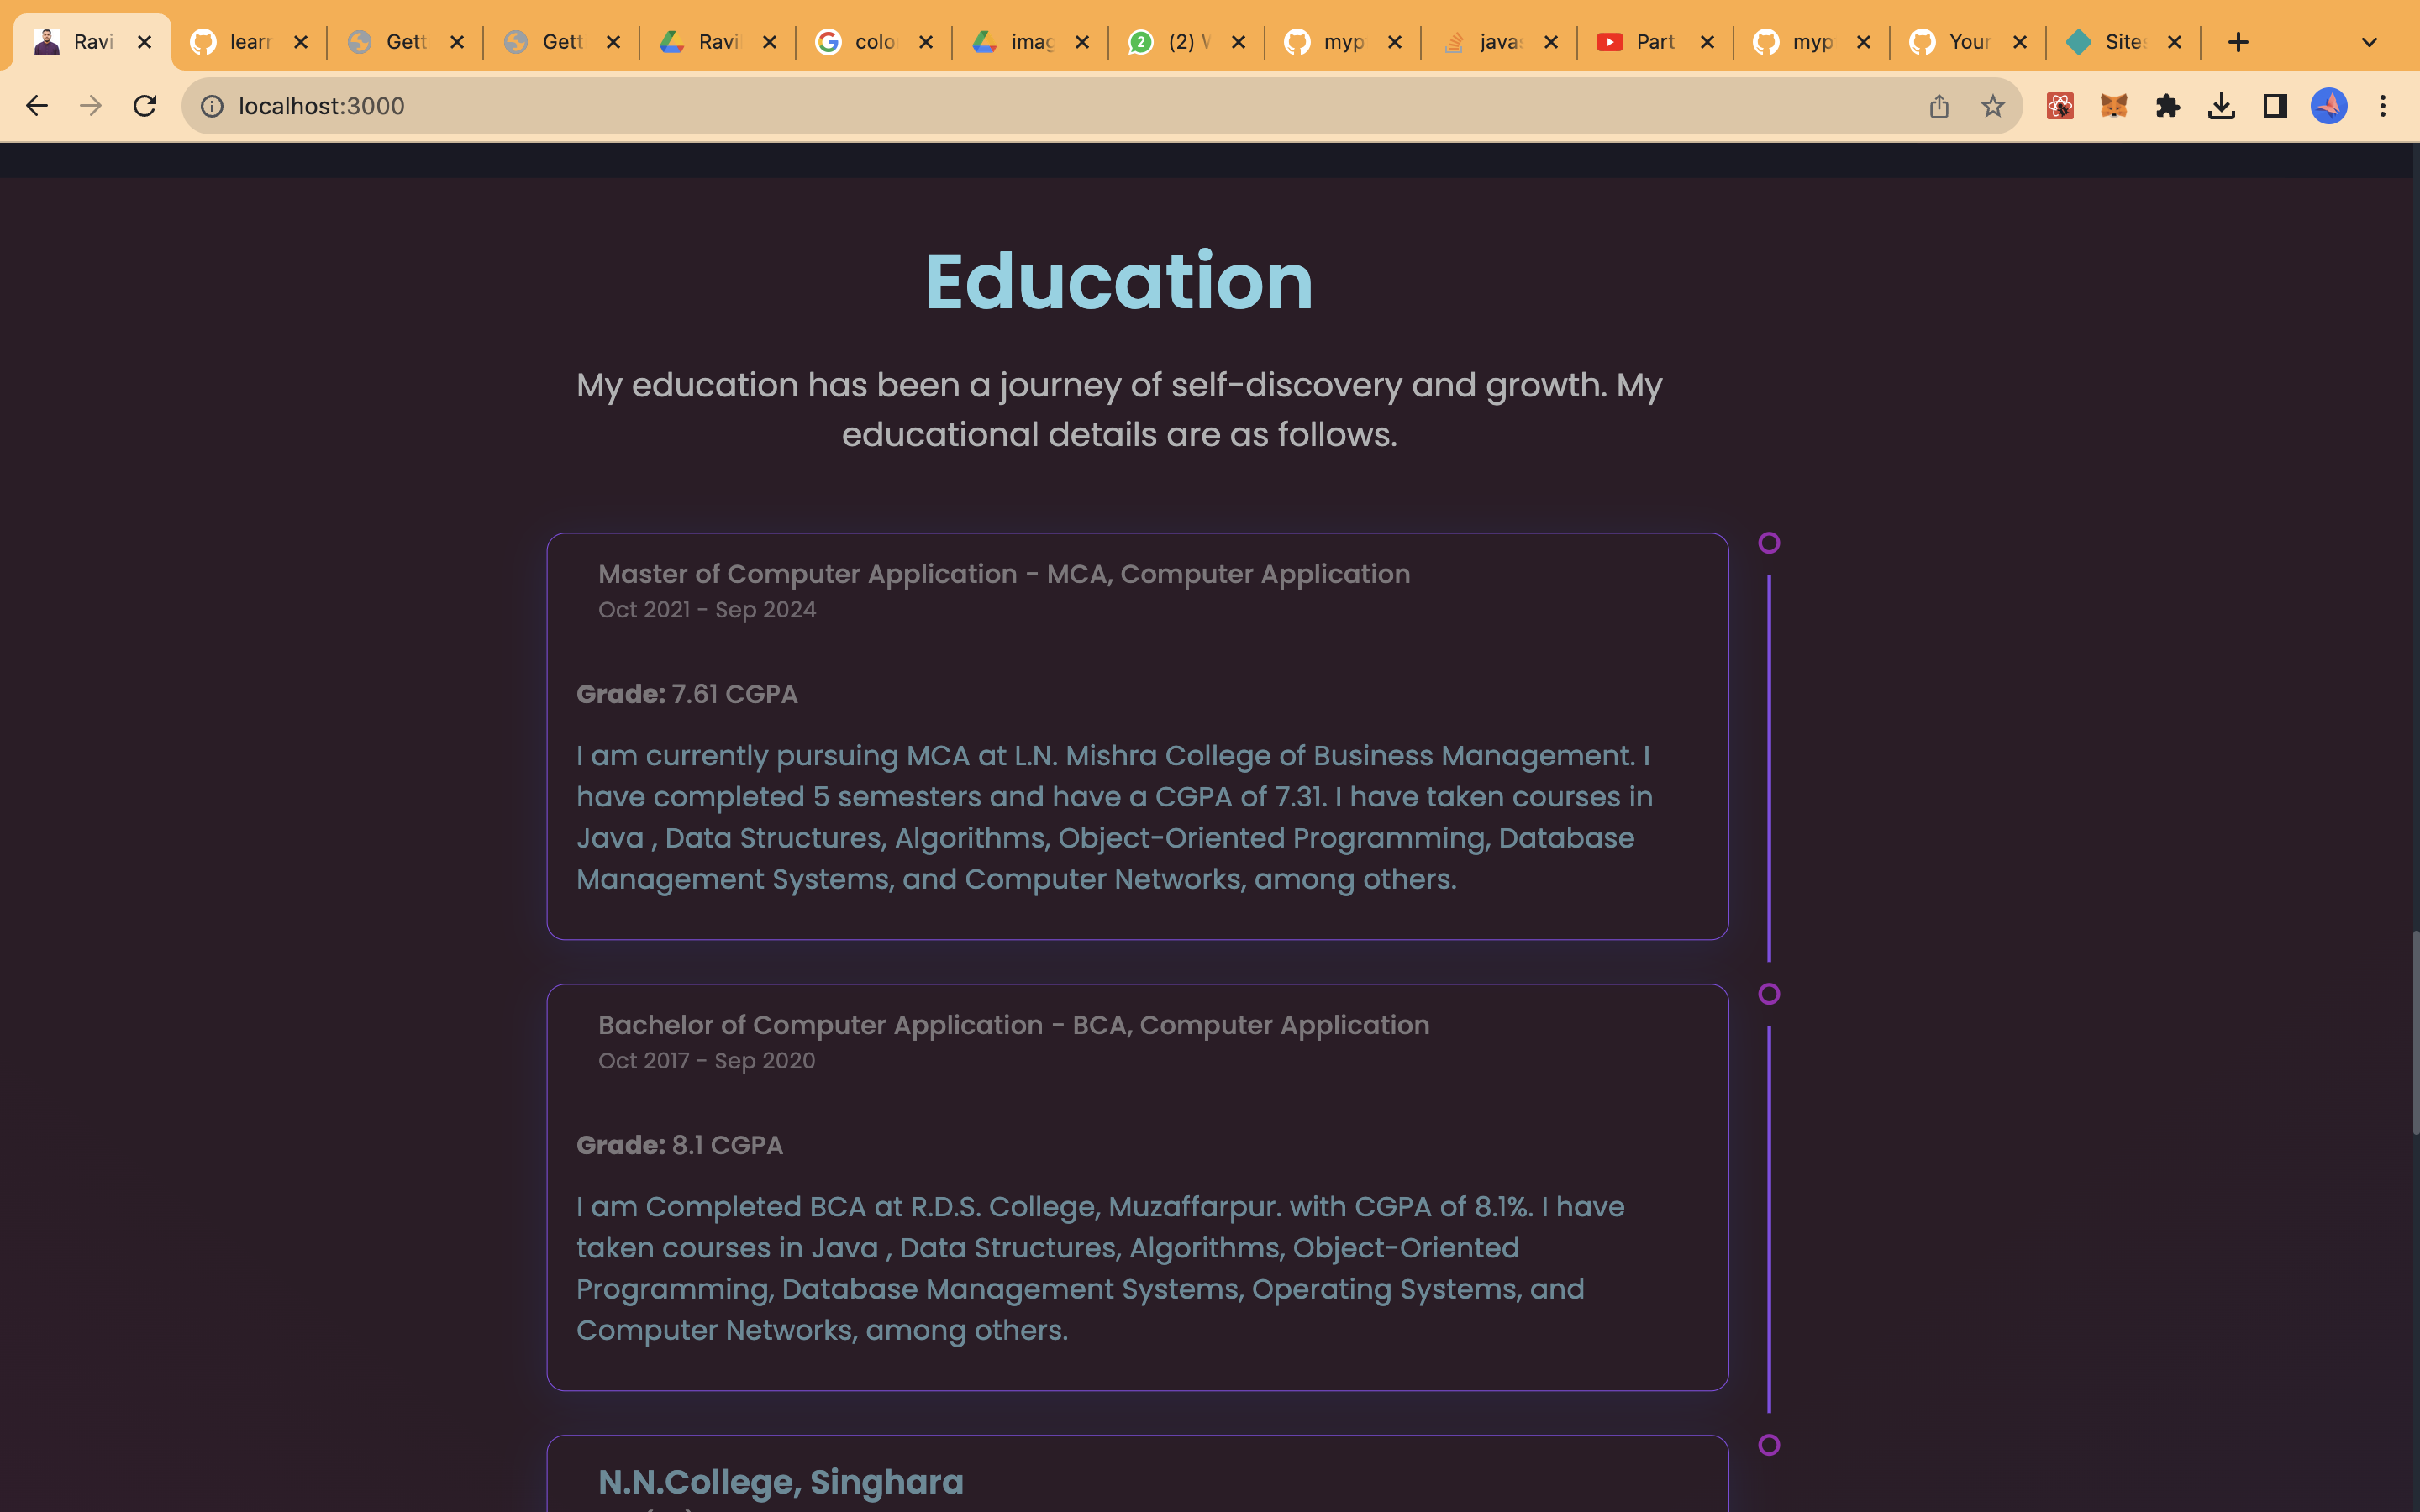 Ravi
learn
Gett
Gett
Ravi
colo
imag
(2)
myp
javas
Part
myp
Your
Sites
localhost:3000
Education
My education has been a journey of self-discovery and growth. My
educational details are as follows.
Master of Computer Application - MCA, Computer Application
Oct 2021 - Sep 2024
Grade: 7.61 CGPA
I am currently pursuing MCA at L.N. Mishra College of Business Management. I
have completed 5 semesters and have a CGPA of 7.31. I have taken courses in
Java , Data Structures, Algorithms, Object-Oriented Programming, Database
Management Systems, and Computer Networks, among others.
Bachelor of Computer Application - BCA, Computer Application
Oct 2017 - Sep 2020
Grade: 8.1 CGPA
I am Completed BCA at R.D.S. College, Muzaffarpur. with CGPA of 8.1%. I have
taken courses in Java , Data Structures, Algorithms, Object-Oriented
Programming, Database Management Systems, Operating Systems, and
Computer Networks, among others.
N.N.College, Singhara